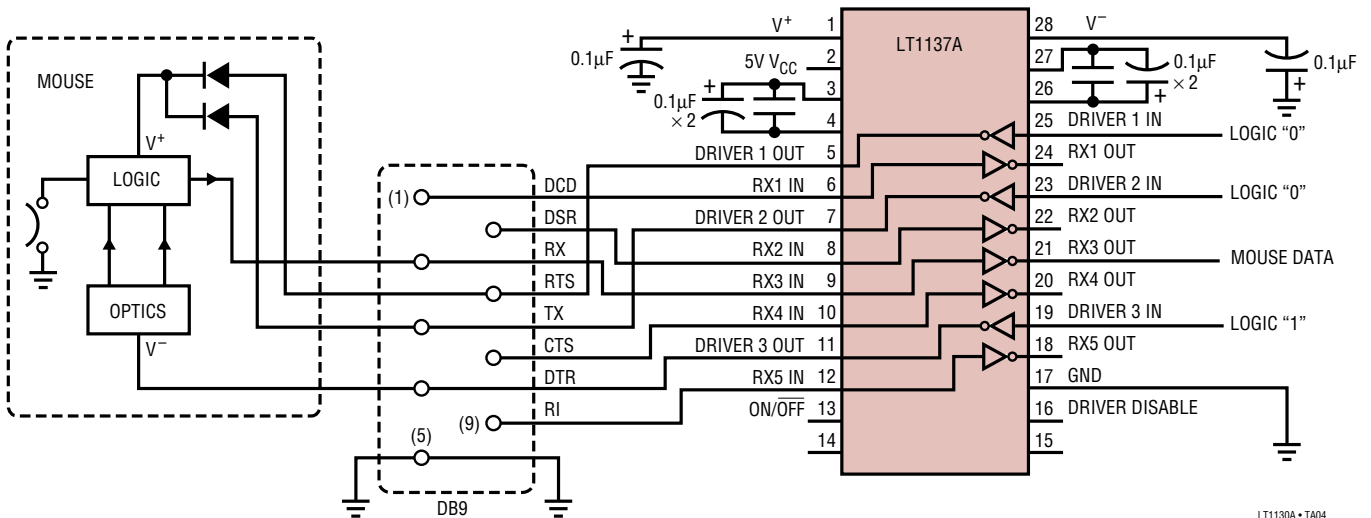 MOUSE
V+
LOGIC
OPTICS
V−
(1)
(9)
(5)
DB9
DCD
DSR
RX
RTS
TX
CTS
DTR
RI
LT1137A
V+ 1
0.1µF
5V VCC 2
3
0.1µF × 2
4
DRIVER 1 OUT 5
RX1 IN 6
DRIVER 2 OUT 7
RX2 IN 8
RX3 IN 9
RX4 IN 10
DRIVER 3 OUT 11
RX5 IN 12
ON/OFF 13
14
28 V−
0.1µF
27
0.1µF × 2
26
25 DRIVER 1 IN
LOGIC “0”
24 RX1 OUT
23 DRIVER 2 IN
LOGIC “0”
22 RX2 OUT
21 RX3 OUT
MOUSE DATA
20 RX4 OUT
19 DRIVER 3 IN
LOGIC “1”
18 RX5 OUT
17 GND
16 DRIVER DISABLE
15
LT1130A • TA04